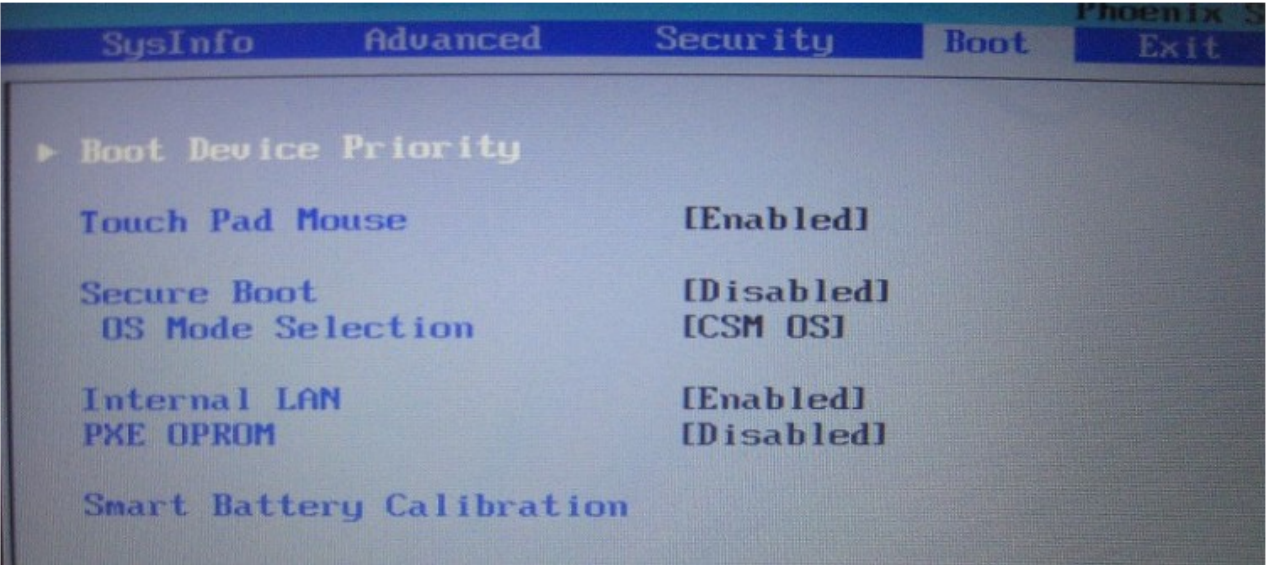 Phoenix S
SysInfo Advanced Security Boot Exit
Boot Device Priority
Touch Pad Mouse [Enabled]
Secure Boot [Disabled]
OS Mode Selection [CSM OS]
Internal LAN [Enabled]
PXE OPROM [Disabled]
Smart Battery Calibration